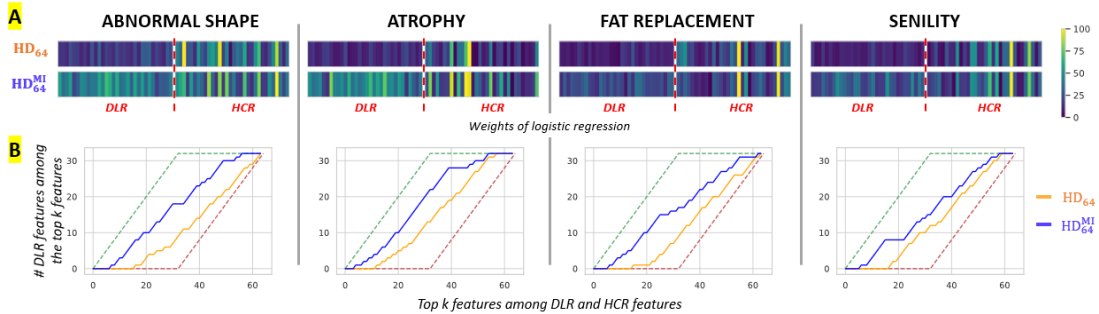 A
ABNORMAL SHAPE
ATROPHY
FAT REPLACEMENT
SENILITY
HD64
HD64MI
DLR HCR
DLR HCR
DLR HCR
DLR HCR
100
75
50
25
0
Weights of logistic regression
B
# DLR features among
the top k features
30
20
10
0
0 20 40 60
30
20
10
0
0 20 40 60
30
20
10
0
0 20 40 60
30
20
10
0
0 20 40 60
HD64
HD64MI
Top k features among DLR and HCR features